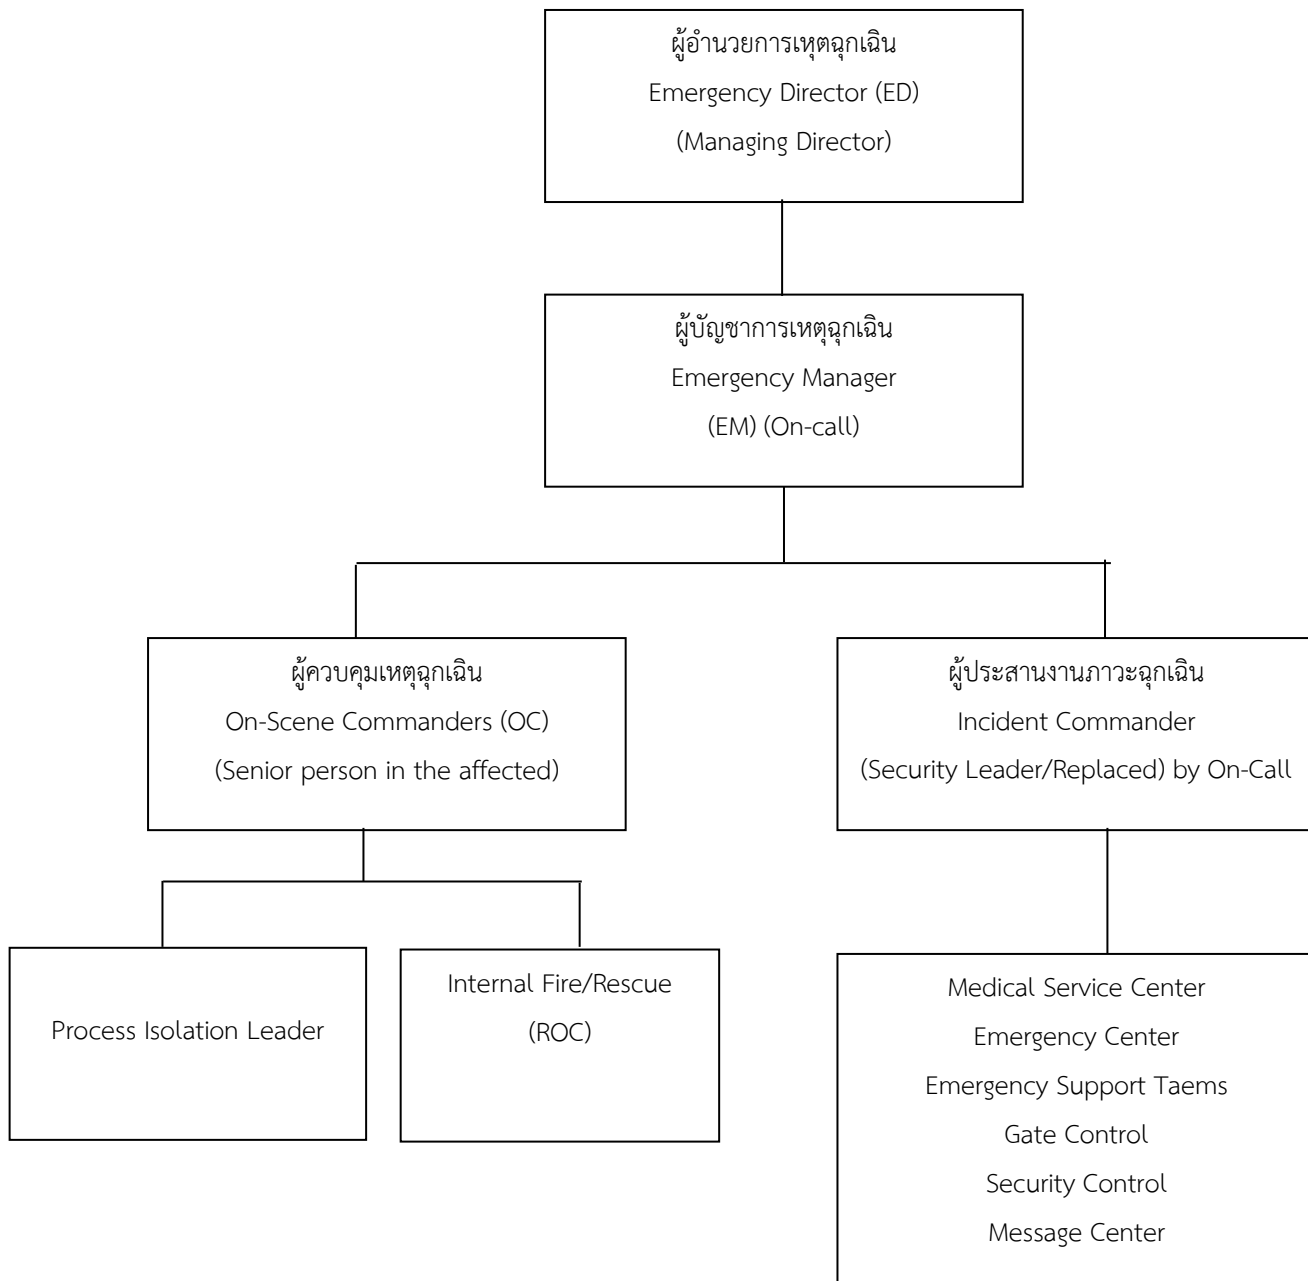 ผู้อำนวยการเหตุฉุกเฉิน
Emergency Director (ED)
(Managing Director)
ผู้บัญชาการเหตุฉุกเฉิน
Emergency Manager
(EM) (On-call)
ผู้ควบคุมเหตุฉุกเฉิน
On-Scene Commanders (OC)
(Senior person in the affected)
ผู้ประสานงานภาวะฉุกเฉิน
Incident Commander
(Security Leader/Replaced) by On-Call
Process Isolation Leader
Internal Fire/Rescue
(ROC)
Medical Service Center
Emergency Center
Emergency Support Taems
Gate Control
Security Control
Message Center